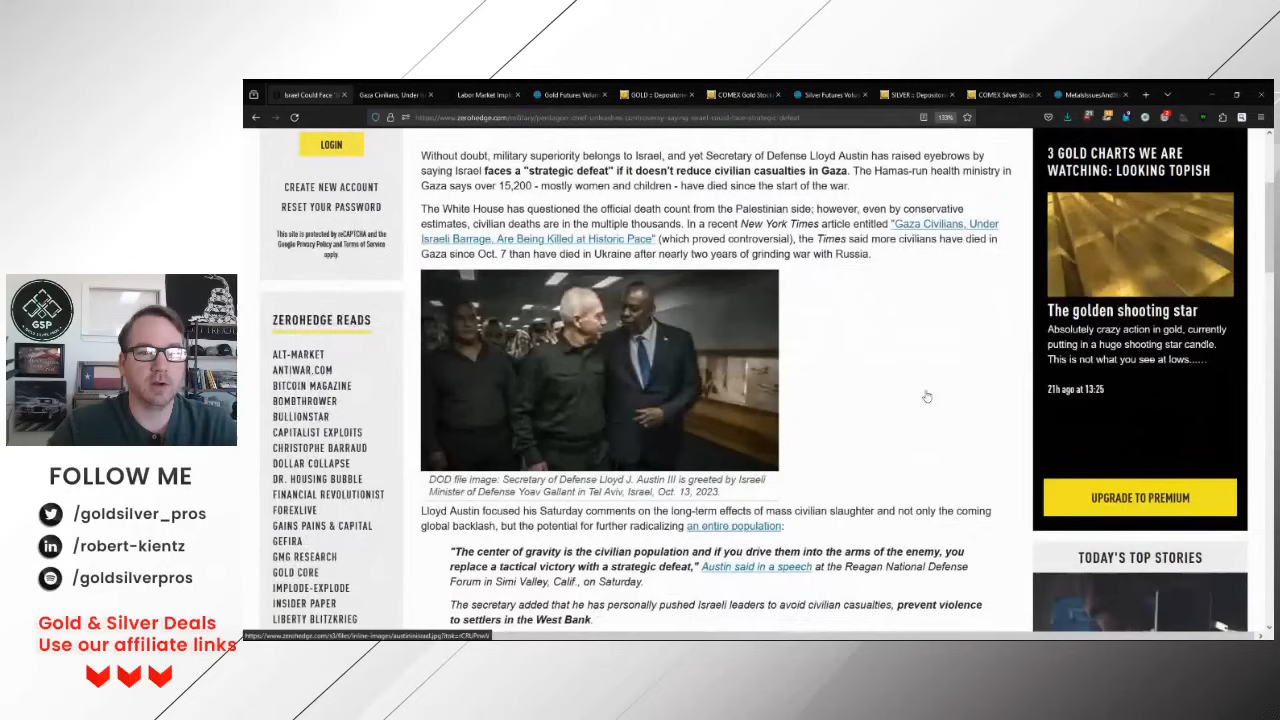 Israel Could Face
Gaza Civilians, Under
Labor Market Impl
Gold Futures Volum
GOLD :: Depositori
COMEX Gold Stock
Silver Futures Volu
SILVER :: Depositor
COMEX Silver Stoc
MetalsIssuesAnd
https://www.zerohedge.com/military/pentagon-chief-unleashes-controversy-saying-israel-could-face-strategic-defeat
133%
LOGIN
CREATE NEW ACCOUNT
RESET YOUR PASSWORD
This site is protected by reCAPTCHA and the
Google Privacy Policy and Terms of Service
apply.
ZEROHEDGE READS
ALT-MARKET
ANTIWAR.COM
BITCOIN MAGAZINE
BOMBTHROWER
BULLIONSTAR
CAPITALIST EXPLOITS
CHRISTOPHE BARRAUD
DOLLAR COLLAPSE
DR. HOUSING BUBBLE
FINANCIAL REVOLUTIONIST
FOREXLIVE
GAINS PAINS & CAPITAL
GEFIRA
GMG RESEARCH
GOLD CORE
IMPLODE-EXPLODE
INSIDER PAPER
LIBERTY BLITZKRIEG
Without doubt, military superiority belongs to Israel, and yet Secretary of Defense Lloyd Austin has raised eyebrows by
saying Israel faces a "strategic defeat" if it doesn't reduce civilian casualties in Gaza. The Hamas-run health ministry in
Gaza says over 15,200 - mostly women and children - have died since the start of the war.
The White House has questioned the official death count from the Palestinian side; however, even by conservative
estimates, civilian deaths are in the multiple thousands. In a recent New York Times article entitled "Gaza Civilians, Under
Israeli Barrage, Are Being Killed at Historic Pace" (which proved controversial), the Times said more civilians have died in
Gaza since Oct. 7 than have died in Ukraine after nearly two years of grinding war with Russia.
DOD file image: Secretary of Defense Lloyd J. Austin III is greeted by Israeli
Minister of Defense Yoav Gallant in Tel Aviv, Israel, Oct. 13, 2023.
Lloyd Austin focused his Saturday comments on the long-term effects of mass civilian slaughter and not only the coming
global backlash, but the potential for further radicalizing an entire population:
"The center of gravity is the civilian population and if you drive them into the arms of the enemy, you
replace a tactical victory with a strategic defeat," Austin said in a speech at the Reagan National Defense
Forum in Simi Valley, Calif., on Saturday.
The secretary added that he has personally pushed Israeli leaders to avoid civilian casualties, prevent violence
to settlers in the West Bank.
3 GOLD CHARTS WE ARE
WATCHING: LOOKING TOPISH
The golden shooting star
Absolutely crazy action in gold, currently
putting in a huge shooting star candle.
This is not what you see at lows......
21h ago at 13:25
UPGRADE TO PREMIUM
TODAY'S TOP STORIES
GSP
FOLLOW ME
/goldsilver_pros
/robert-kientz
/goldsilverpros
Gold & Silver Deals
Use our affiliate links